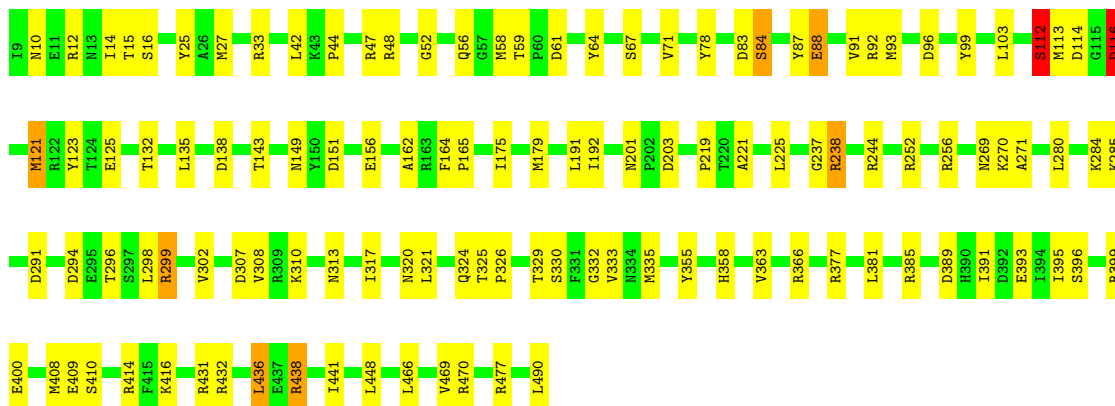 I9 N10 E11 R12 N13 I14 T15 S16 Y25 A26 M27 R33 L42 K43 P44 R47 R48 G52 Q56 G57 M58 T59 P60 D61 Y64 S67 V71 Y78 D83 S84 Y87 E88 V91 R92 M93 D96 Y99 L103 S112 M113 D114 G115
M121 R122 Y123 T124 E125 T132 L135 D138 T143 N149 Y150 D151 E156 A162 R163 F164 P165 I175 M179 L191 I192 N201 P202 D203 P219 T220 A221 L225 G237 R238 R244 R252 R256 N269 K270 A271 L280 K284 K285
D291 D294 E295 T296 S297 L298 R299 V302 D307 V308 R309 K310 N313 I317 N320 L321 Q324 T325 P326 T329 S330 F331 G332 V333 N334 M335 Y355 H358 V363 R366 R377 L381 R385 D389 H390 I391 D392 E393 I394 I395 S396
E400 M408 E409 S410 R414 F415 K416 R431 R432 L436 E437 R438 I441 L448 L466 V469 R470 R477 L490